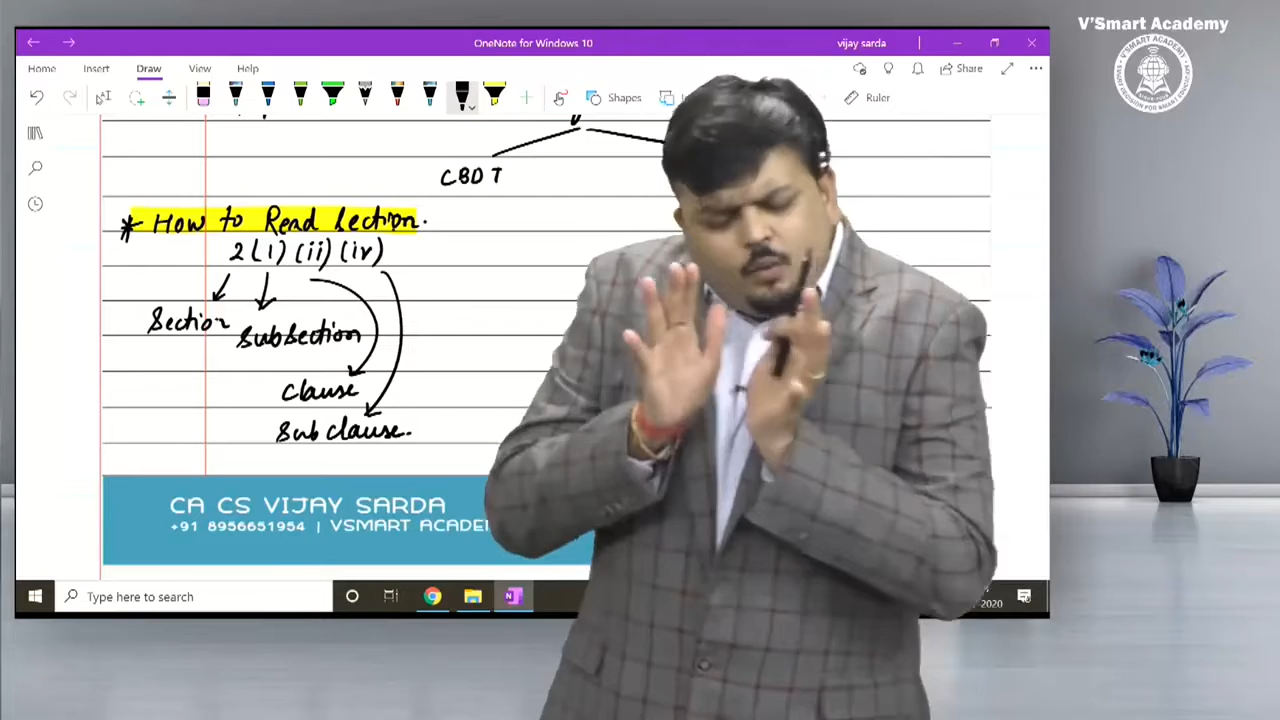 V'Smart Academy
OneNote for Windows 10
vijay sarda
Home Insert Draw View Help
Share
Shapes
Ruler
CBDT
* How to Read Section.
2(1)(ii)(iv)
Section
Subsection
Clause
Sub clause.
CA CS VIJAY SARDA
+91 8956651954 | VSMART ACADE
Type here to search
2020